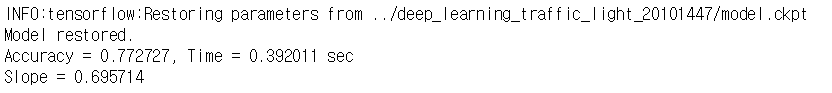 INFO:tensorflow:Restoring parameters from ../deep_learning_traffic_light_20101447/model.ckpt
Model restored.
Accuracy = 0.772727, Time = 0.392011 sec
Slope = 0.695714